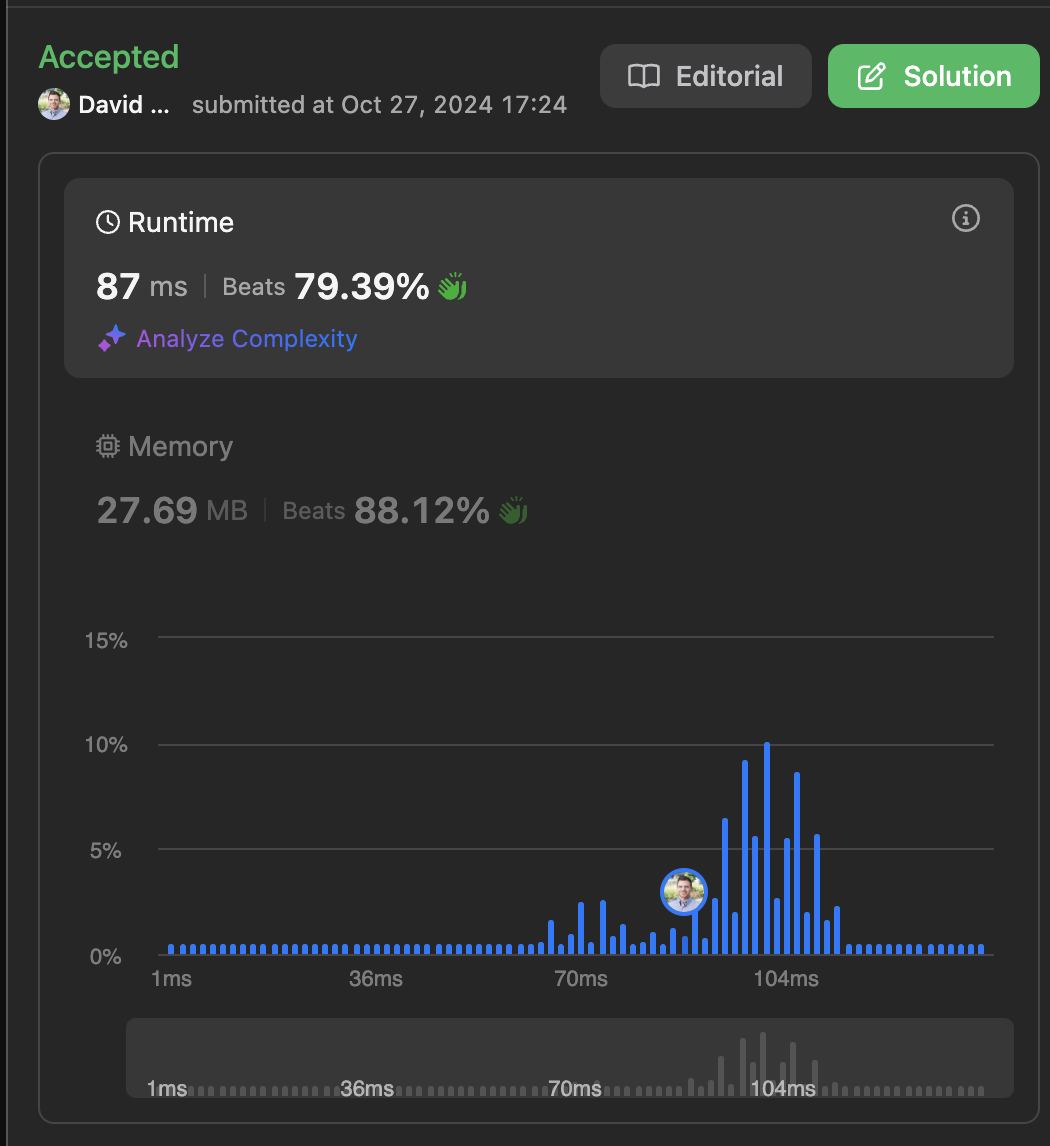 Accepted
David ... submitted at Oct 27, 2024 17:24
Editorial
Solution
Runtime
87 ms | Beats 79.39%
Analyze Complexity
Memory
27.69 MB | Beats 88.12%
15%
10%
5%
0%
1ms 36ms 70ms 104ms
1ms 36ms 70ms 104ms